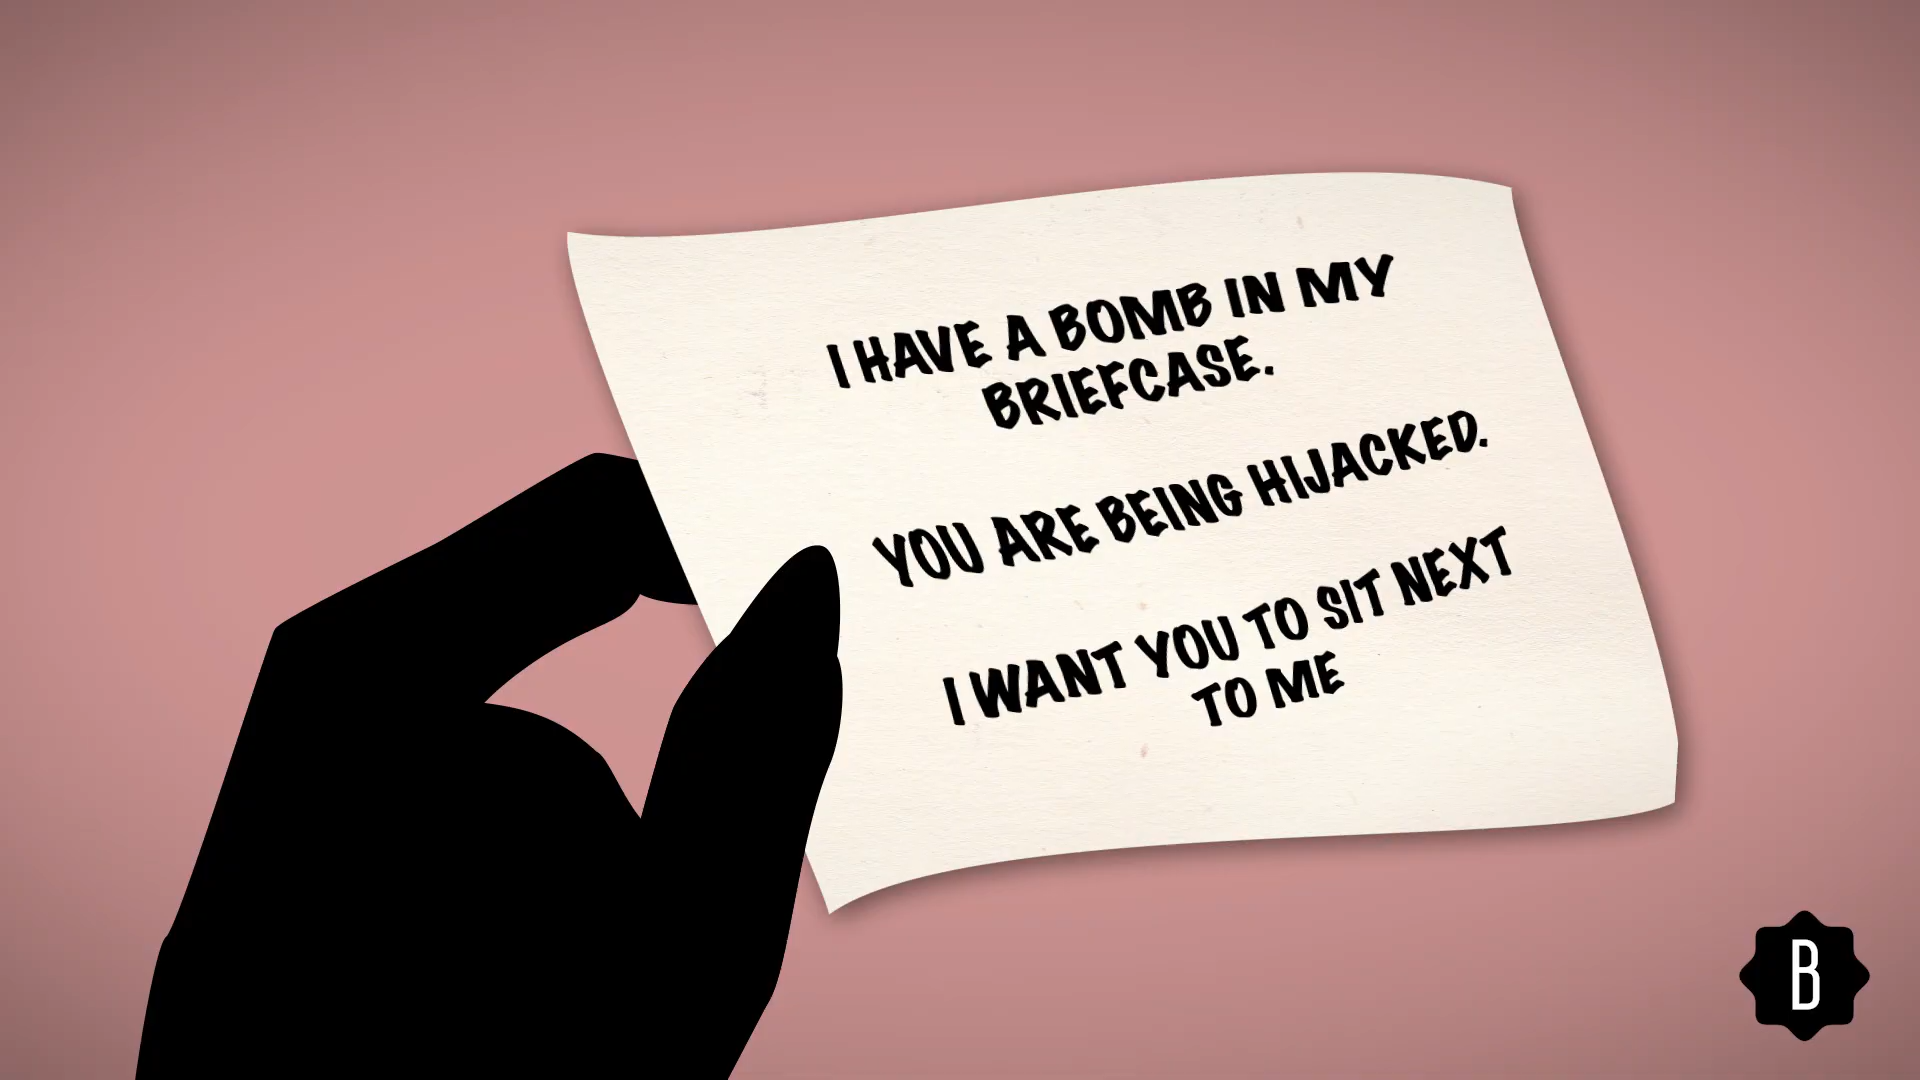 I HAVE A BOMB IN MY
BRIEFCASE.
YOU ARE BEING HIJACKED.
I WANT YOU TO SIT NEXT
TO ME
B